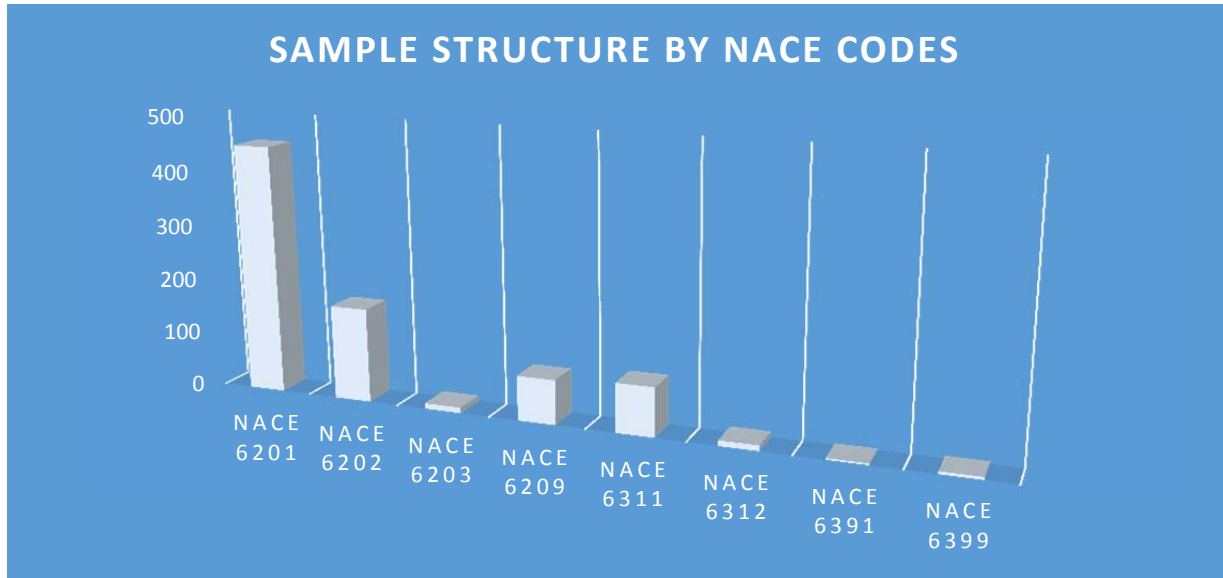 SAMPLE STRUCTURE BY NACE CODES
500
400
300
200
100
0
NACE
6201
NACE
6202
NACE
6203
NACE
6209
NACE
6311
NACE
6312
NACE
6391
NACE
6399